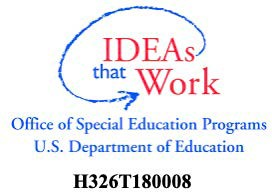 IDEAs
that Work
Office of Special Education Programs
U.S. Department of Education
H326T180008